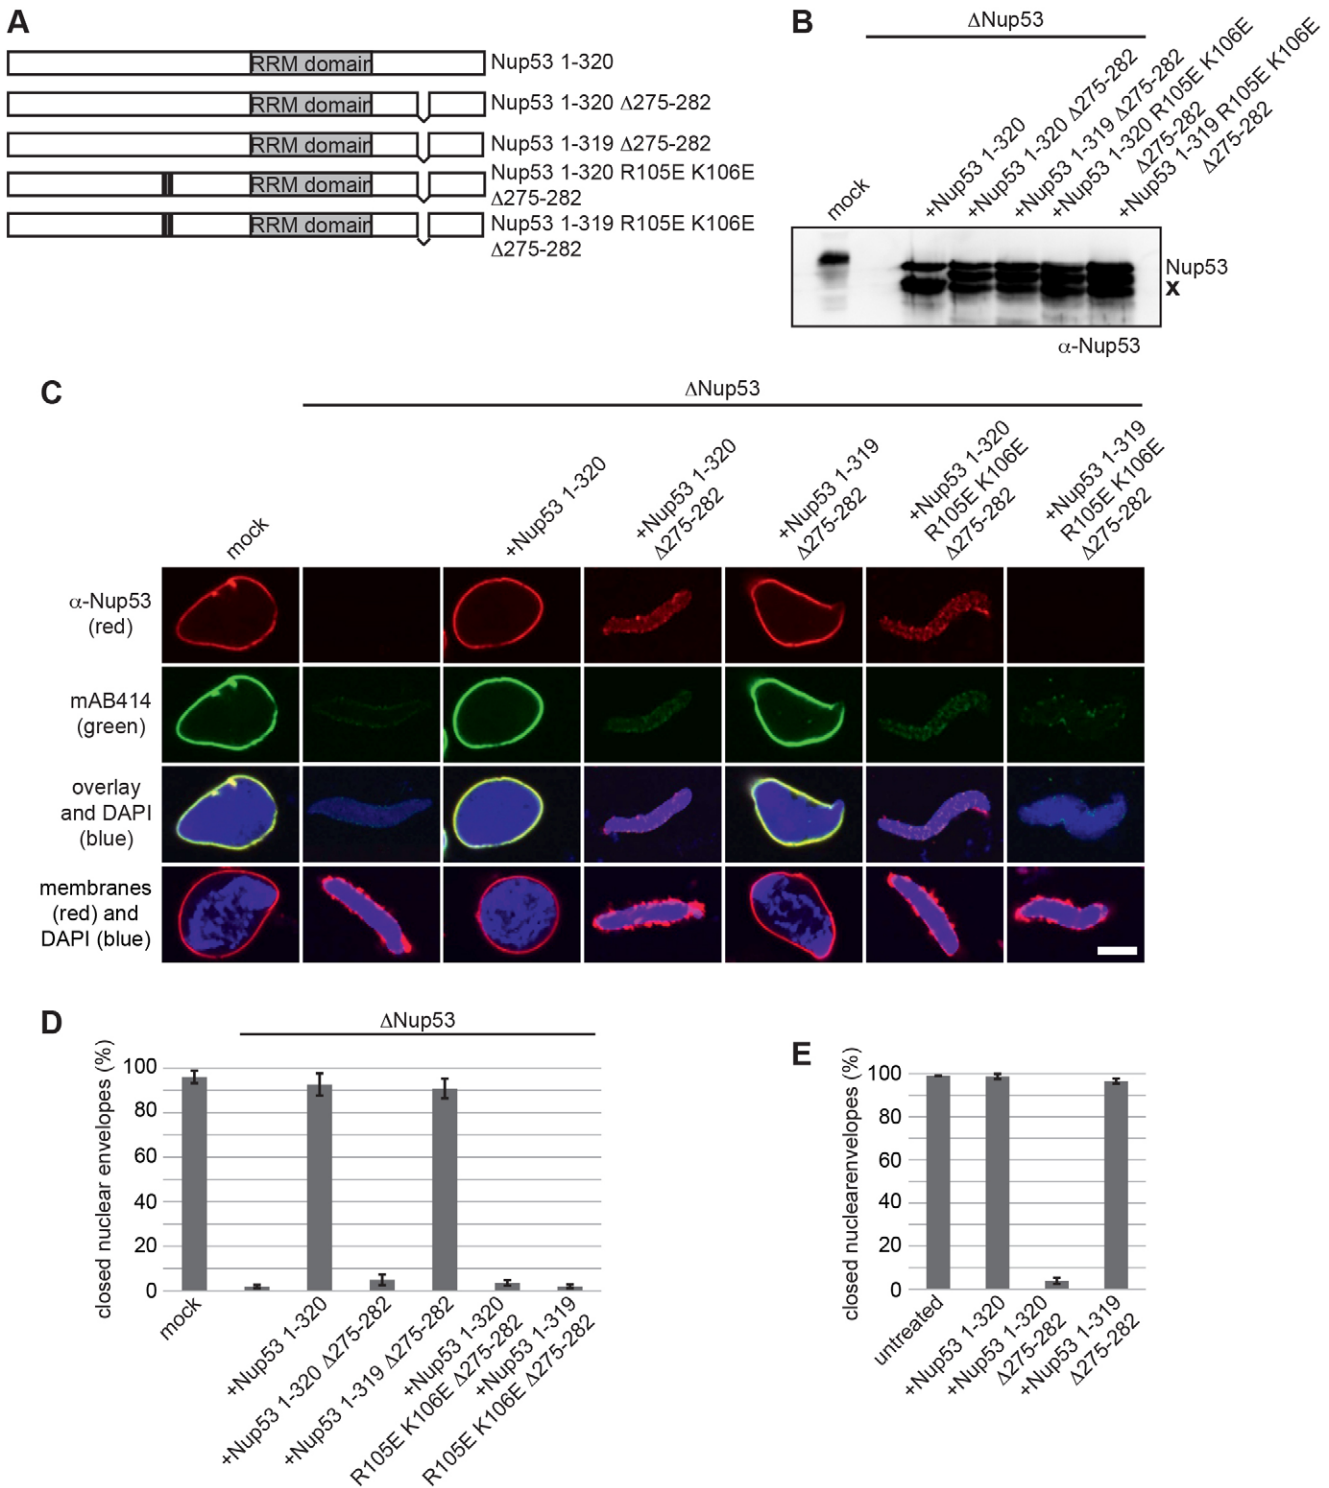 A
RRM domain Nup53 1-320
RRM domain Nup53 1-320 Δ275-282
RRM domain Nup53 1-319 Δ275-282
RRM domain Nup53 1-320 R105E K106E
Δ275-282
RRM domain Nup53 1-319 R105E K106E
Δ275-282
B
ΔNup53
mock
+Nup53 1-320
+Nup53 1-320 Δ275-282
+Nup53 1-319 Δ275-282
+Nup53 1-320 R105E K106E
Δ275-282
+Nup53 1-319 R105E K106E
Δ275-282
Nup53
x
α-Nup53
C
ΔNup53
mock
+Nup53 1-320
+Nup53 1-320
Δ275-282
+Nup53 1-319
Δ275-282
+Nup53 1-320
R105E K106E
Δ275-282
+Nup53 1-319
R105E K106E
Δ275-282
α-Nup53
(red)
mAB414
(green)
overlay
and DAPI
(blue)
membranes
(red) and
DAPI (blue)
D
ΔNup53
closed nuclear envelopes (%)
100
80
60
40
20
0
mock
+Nup53 1-320
+Nup53 1-320 Δ275-282
+Nup53 1-319 Δ275-282
+Nup53 1-320
R105E K106E Δ275-282
+Nup53 1-319
R105E K106E Δ275-282
E
closed nuclearenvelopes (%)
100
80
60
40
20
0
untreated
+Nup53 1-320
+Nup53 1-320
Δ275-282
+Nup53 1-319
Δ275-282